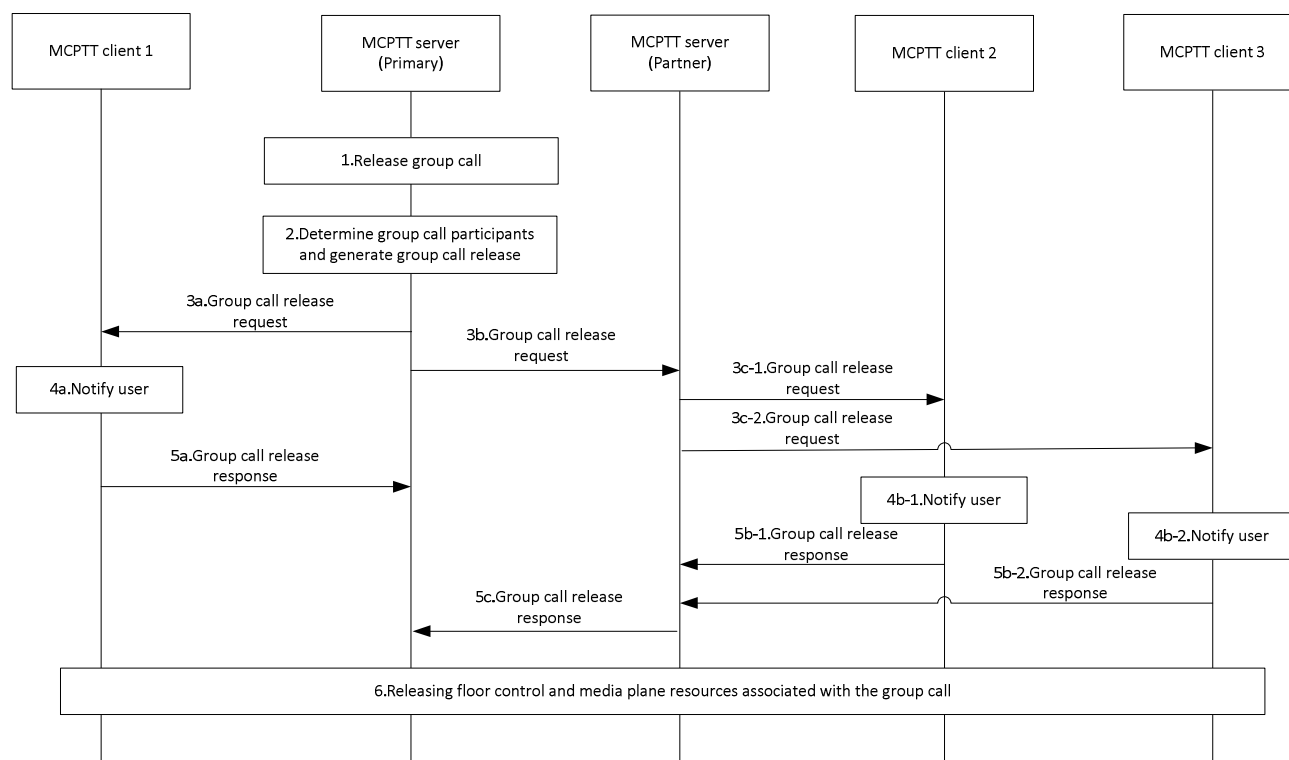 MCPTT client 1
MCPTT server
(Primary)
MCPTT server
(Partner)
MCPTT client 2
MCPTT client 3
1.Release group call
2.Determine group call participants
and generate group call release
3a.Group call release
request
3b.Group call release
request
3c-1.Group call release
request
4a.Notify user
3c-2.Group call release
request
5a.Group call release
response
4b-1.Notify user
4b-2.Notify user
5b-1.Group call release
response
5b-2.Group call release
response
5c.Group call release
response
6.Releasing floor control and media plane resources associated with the group call